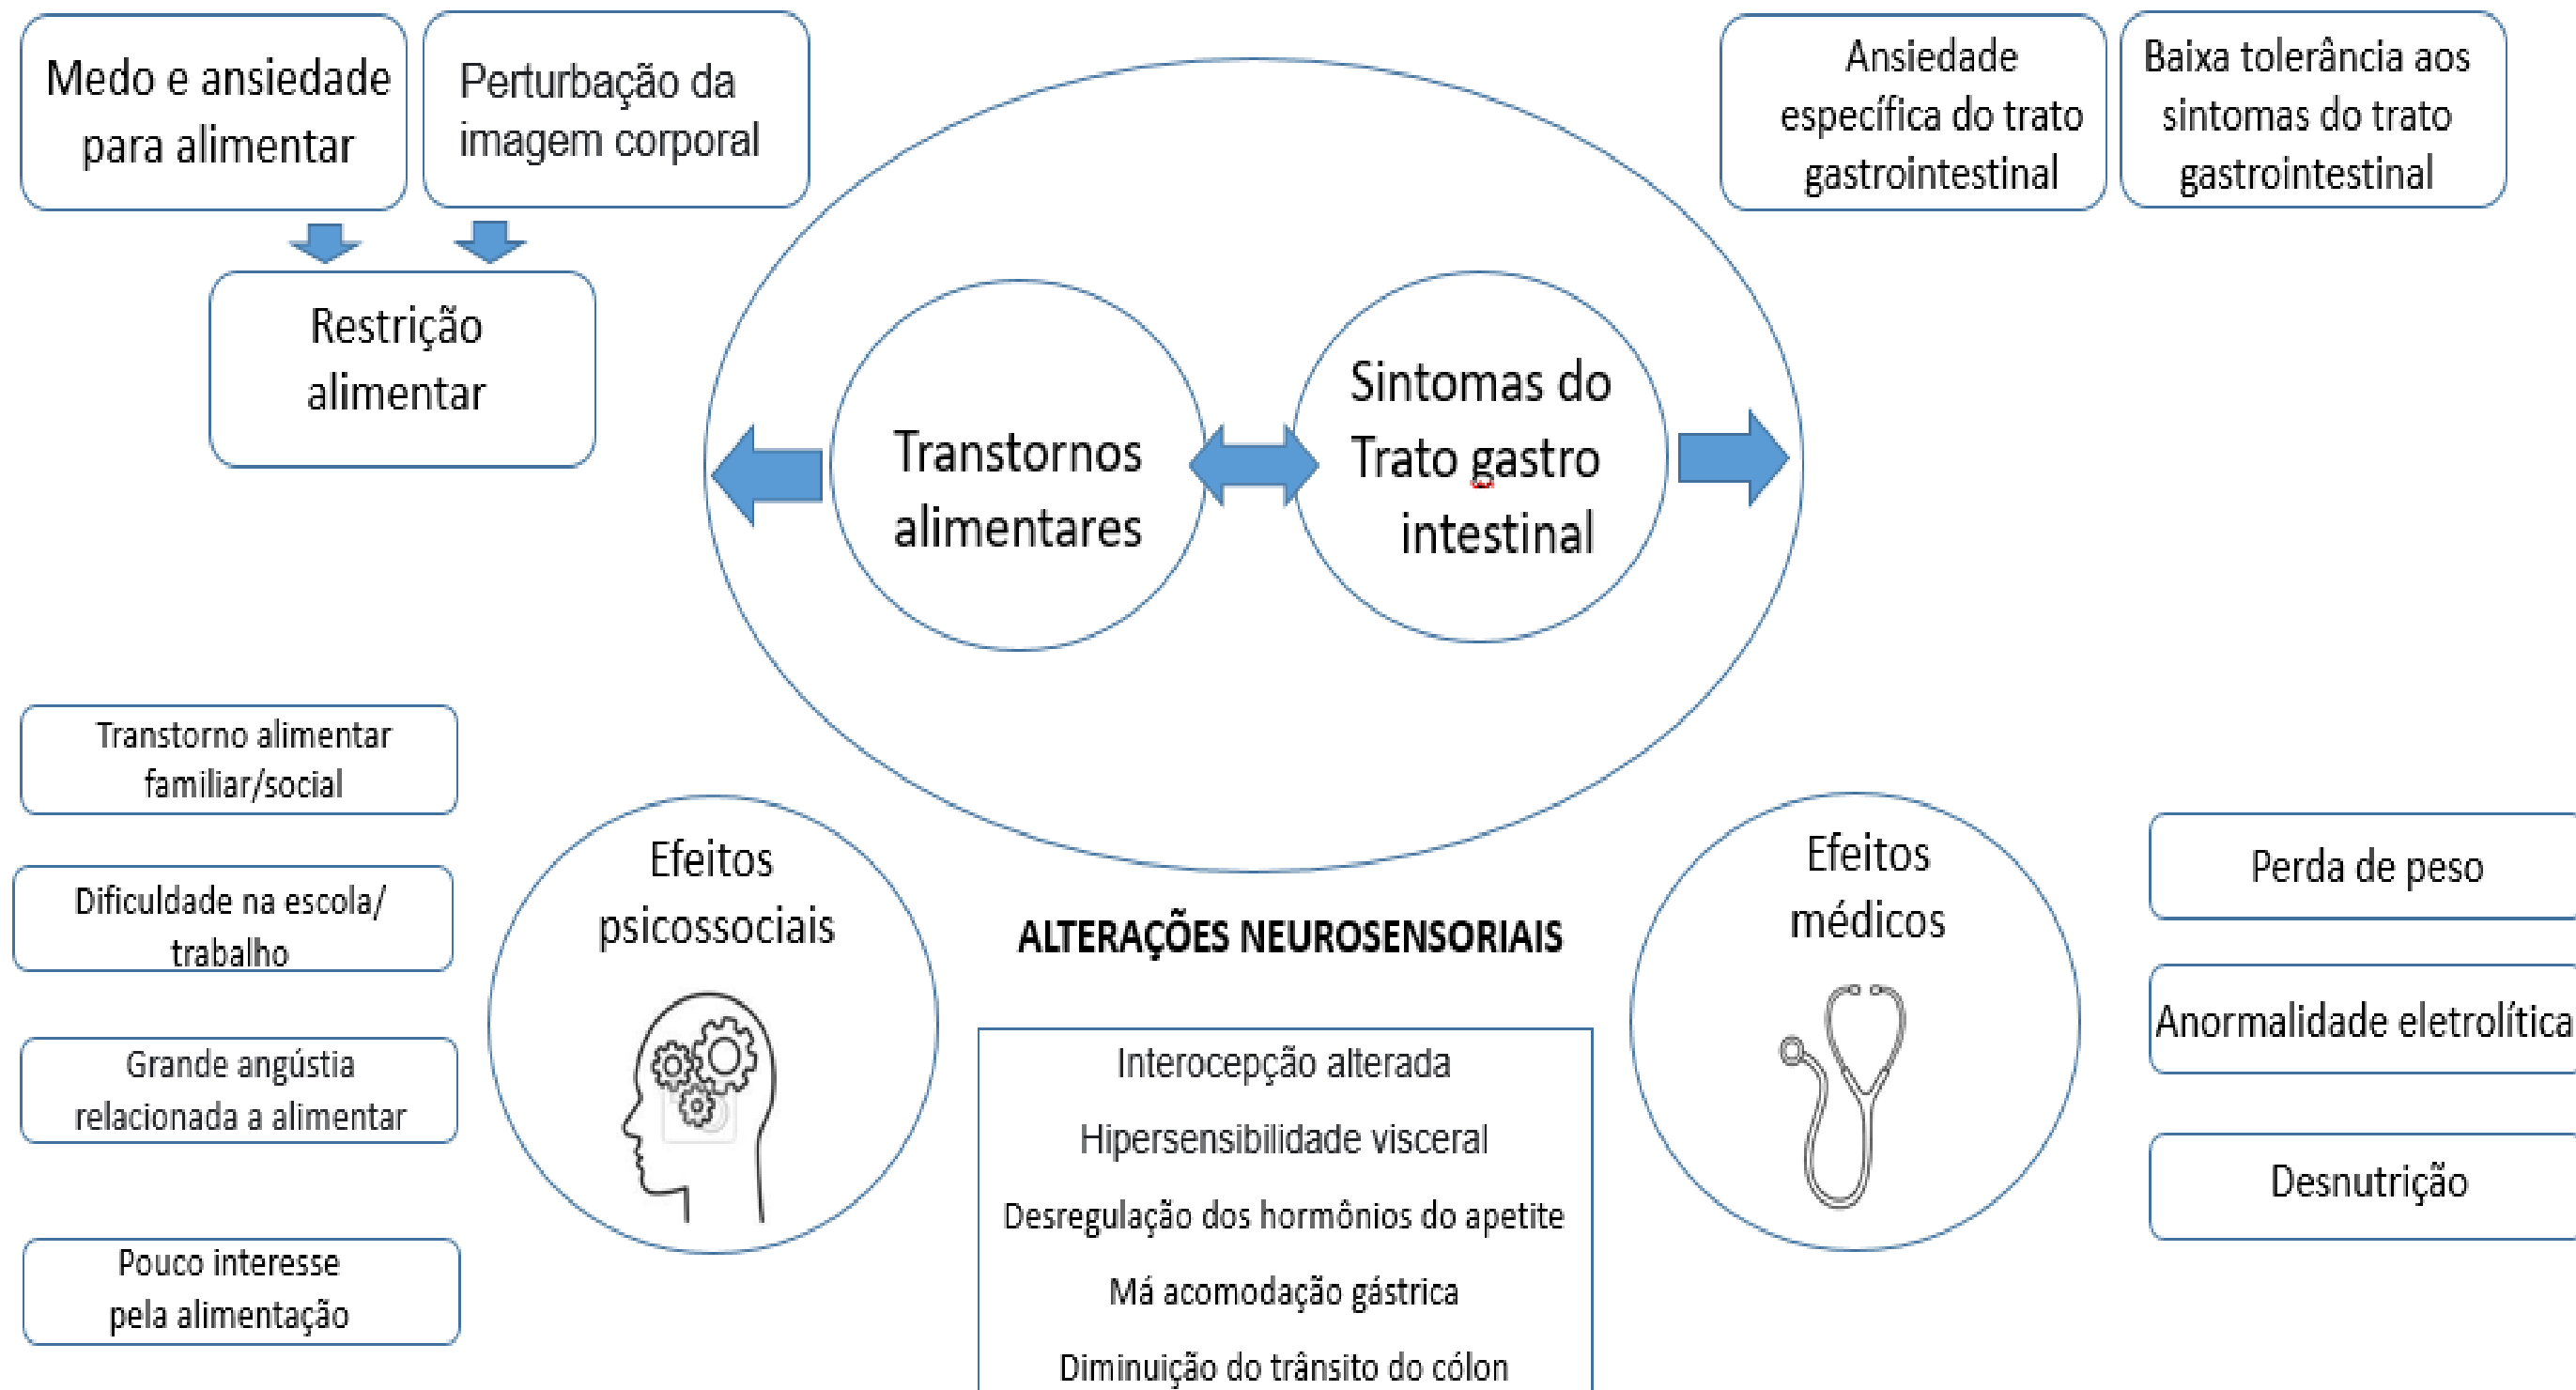 Medo e ansiedade
para alimentar
Perturbação da
imagem corporal
Restrição
alimentar
Ansiedade
específica do trato
gastrointestinal
Baixa tolerância aos
sintomas do trato
gastrointestinal
Transtornos
alimentares
Sintomas do
Trato gastro
intestinal
Transtorno alimentar
familiar/social
Dificuldade na escola/
trabalho
Grande angústia
relacionada a alimentar
Pouco interesse
pela alimentação
Efeitos
psicossociais
ALTERAÇÕES NEUROSENSORIAIS
Interocepção alterada
Hipersensibilidade visceral
Desregulação dos hormônios do apetite
Má acomodação gástrica
Diminuição do trânsito do cólon
Efeitos
médicos
Perda de peso
Anormalidade eletrolítica
Desnutrição